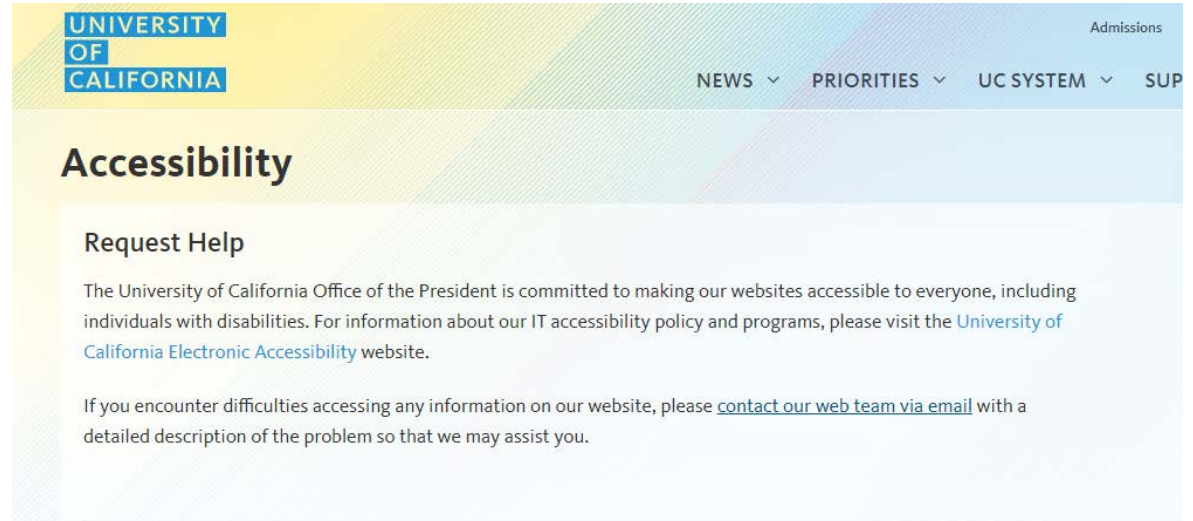 UNIVERSITY
OF
CALIFORNIA
Admissions
NEWS PRIORITIES UC SYSTEM SUP
Accessibility
Request Help
The University of California Office of the President is committed to making our websites accessible to everyone, including
individuals with disabilities. For information about our IT accessibility policy and programs, please visit the University of
California Electronic Accessibility website.
If you encounter difficulties accessing any information on our website, please contact our web team via email with a
detailed description of the problem so that we may assist you.